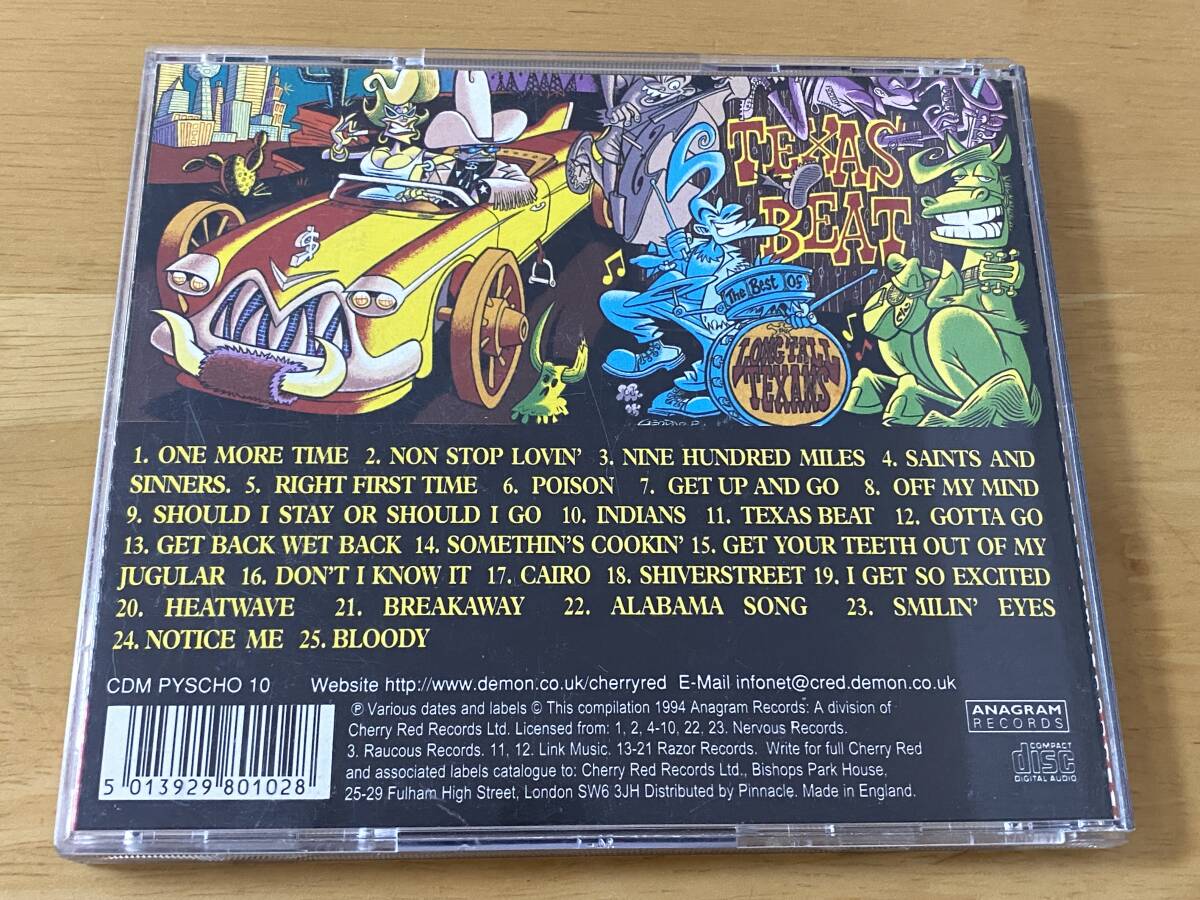 TEXAS
BEAT
The Best Of
The
LONG TALL
TEXANS
1. ONE MORE TIME 2. NON STOP LOVIN' 3. NINE HUNDRED MILES 4. SAINTS AND
SINNERS. 5. RIGHT FIRST TIME 6. POISON 7. GET UP AND GO 8. OFF MY MIND
9. SHOULD I STAY OR SHOULD I GO 10. INDIANS 11. TEXAS BEAT 12. GOTTA GO
13. GET BACK WET BACK 14. SOMETHIN'S COOKIN' 15. GET YOUR TEETH OUT OF MY
JUGULAR 16. DON'T I KNOW IT 17. CAIRO 18. SHIVERSTREET 19. I GET SO EXCITED
20. HEATWAVE 21. BREAKAWAY 22. ALABAMA SONG 23. SMILIN' EYES
24. NOTICE ME 25. BLOODY
CDM PYSCHO 10 Website http://www.demon.co.uk/cherryred E-Mail infonet@cred.demon.co.uk
℗ Various dates and labels © This compilation 1994 Anagram Records: A division of
Cherry Red Records Ltd. Licensed from: 1, 2, 4-10, 22, 23. Nervous Records.
3. Raucous Records. 11, 12. Link Music. 13-21 Razor Records. Write for full Cherry Red
and associated labels catalogue to: Cherry Red Records Ltd., Bishops Park House,
25-29 Fulham High Street, London SW6 3JH Distributed by Pinnacle. Made in England.
5 013929 801028
ANAGRAM
RECORDS
COMPACT
disc
DIGITAL AUDIO